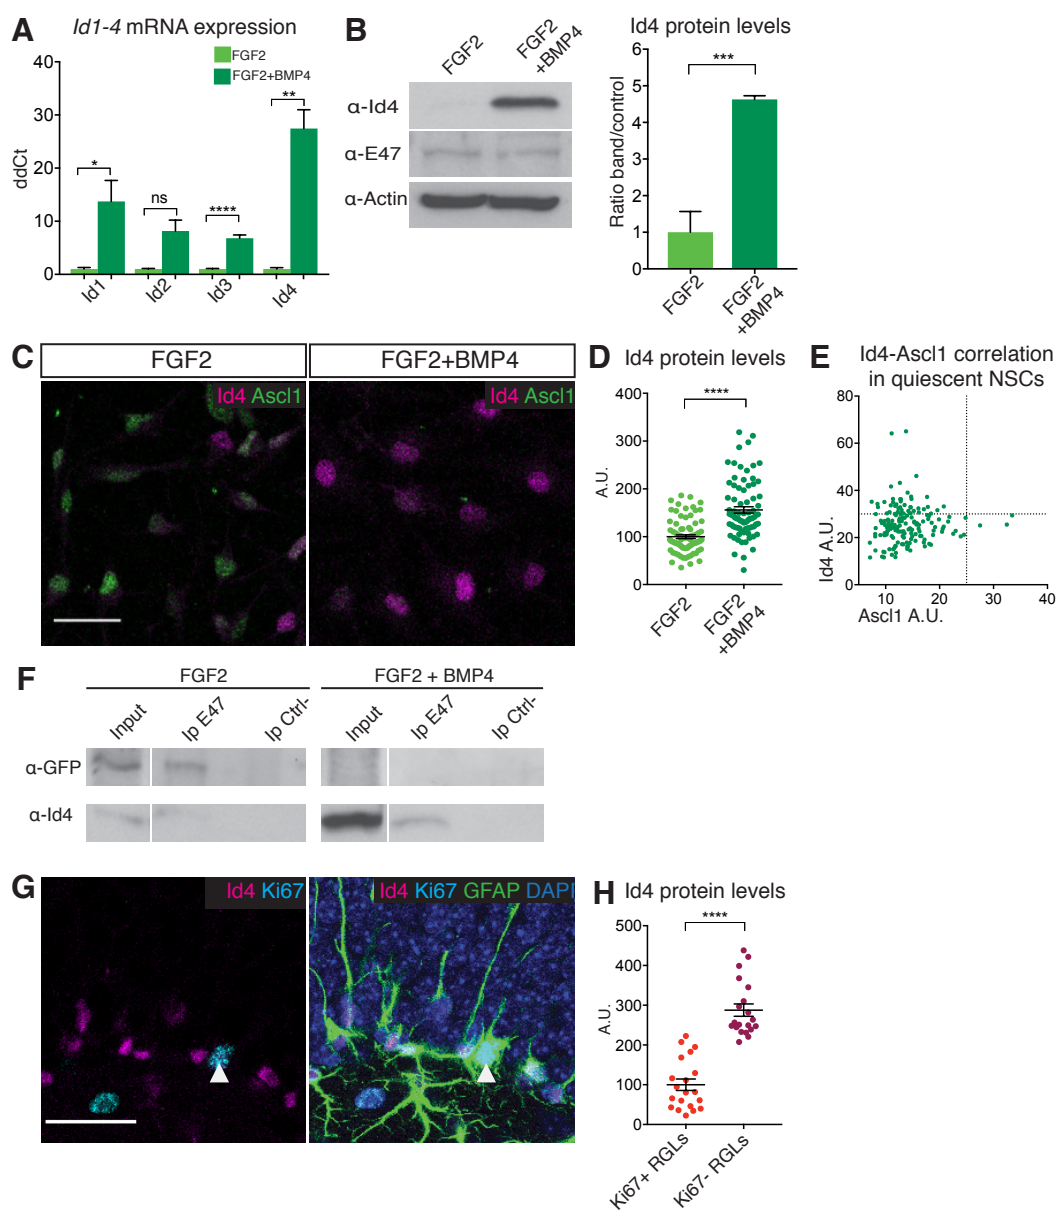 A
Id1-4 mRNA expression
FGF2
FGF2+BMP4
ddCt
40
30
20
10
0
*
ns
****
**
Id1
Id2
Id3
Id4
B
FGF2
FGF2
+BMP4
α-Id4
α-E47
α-Actin
Id4 protein levels
Ratio band/control
6
5
4
3
2
1
0
***
FGF2
FGF2
+BMP4
C
FGF2
FGF2+BMP4
Id4 Ascl1
Id4 Ascl1
D
Id4 protein levels
A.U.
400
300
200
100
0
****
FGF2
FGF2
+BMP4
E
Id4-Ascl1 correlation
in quiescent NSCs
Id4 A.U.
80
60
40
20
0
10
20
30
40
Ascl1 A.U.
F
FGF2
FGF2 + BMP4
Input
Ip E47
Ip Ctrl-
Input
Ip E47
Ip Ctrl-
α-GFP
α-Id4
G
Id4 Ki67
Id4 Ki67 GFAP DAPI
H
Id4 protein levels
A.U.
500
400
300
200
100
0
****
Ki67+ RGLs
Ki67- RGLs